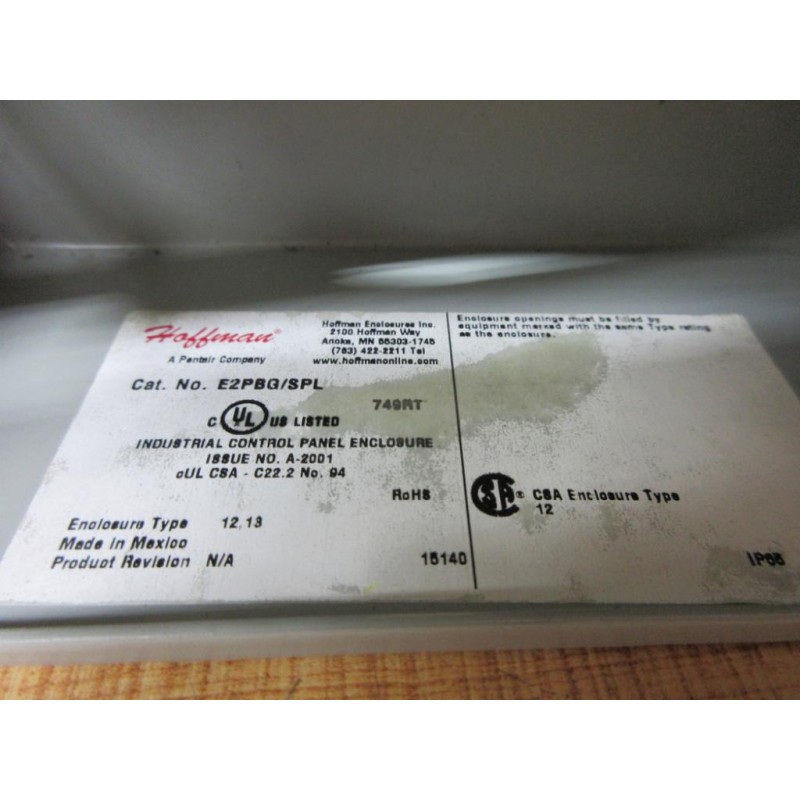 Hoffman®
A Pentair Company
Hoffman Enclosures Inc.
2100 Hoffman Way
Anoka, MN 55303-1745
(763) 422-2211 Tel
www.hoffmanonline.com
Cat. No. E2PBG/SPL
749RT
C UL US LISTED
INDUSTRIAL CONTROL PANEL ENCLOSURE
ISSUE NO. A-2001
cUL CSA - C22.2 No. 94
RoHS
Enclosure Type 12,13
Made in Mexico
Product Revision N/A
15140
Enclosure openings must be filled by
equipment marked with the same Type rating
as the enclosure.
CSA® CSA Enclosure Type
12
IP65